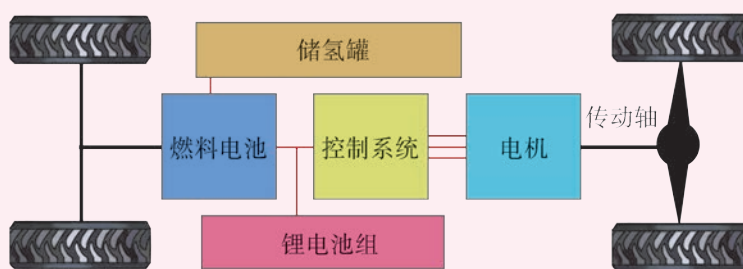 储氢罐
传动轴
燃料电池
控制系统
电机
锂电池组